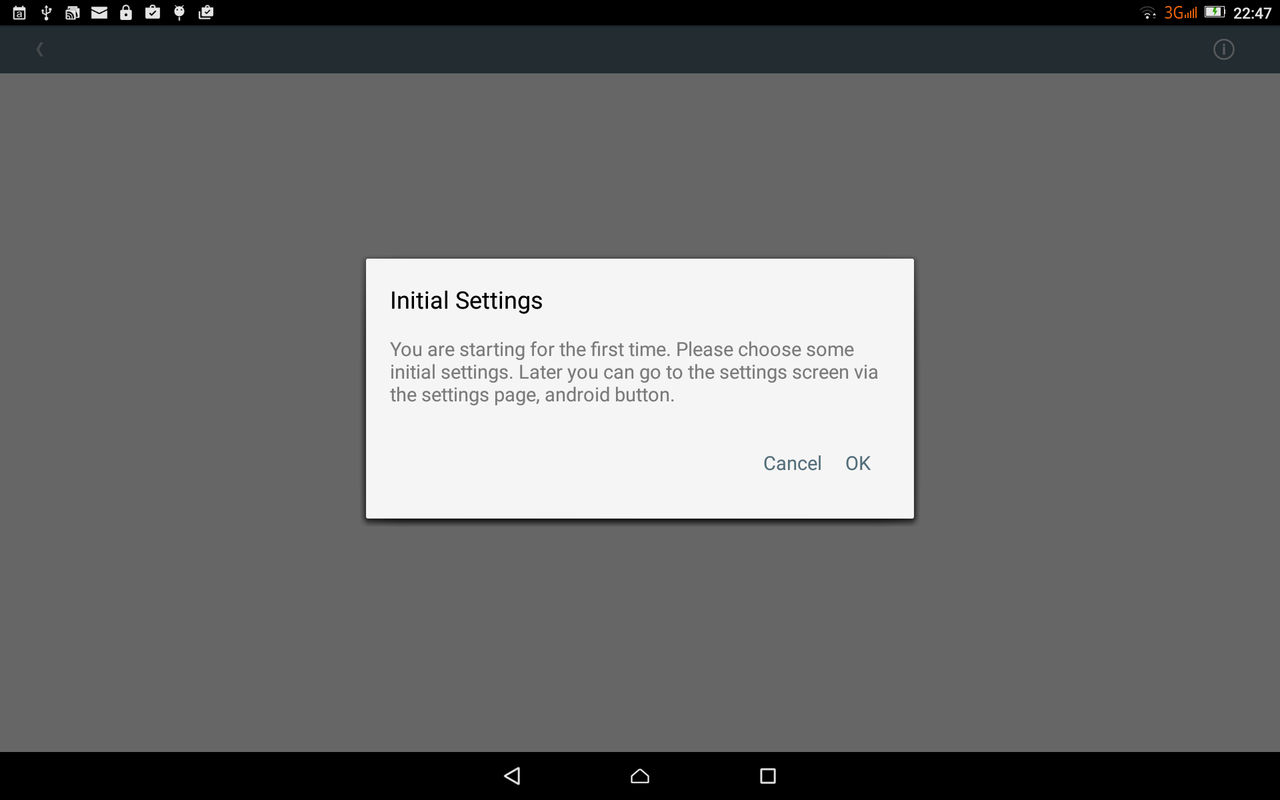 3G 22:47
Initial Settings
You are starting for the first time. Please choose some
initial settings. Later you can go to the settings screen via
the settings page, android button.
Cancel OK